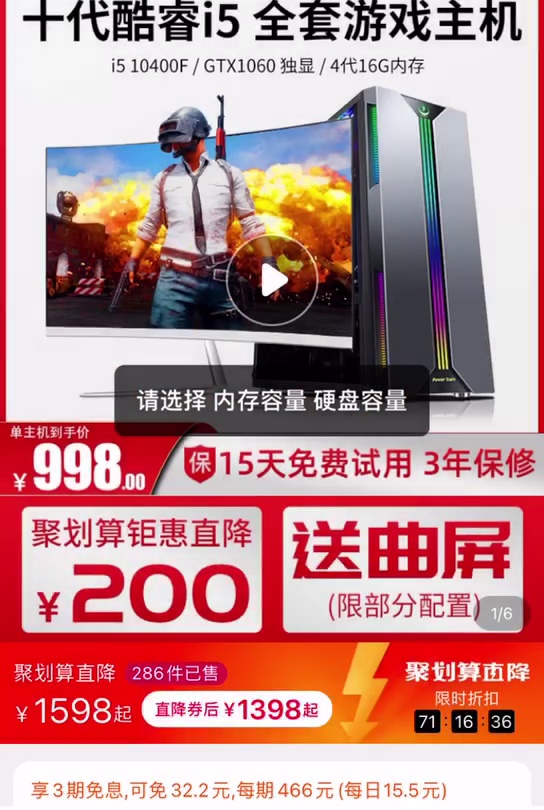 十代酷睿i5 全套游戏主机
i5 10400F / GTX1060 独显 / 4代16G内存
Power Train
请选择 内存容量 硬盘容量
单主机到手价
¥998.00
保 15天免费试用 3年保修
聚划算钜惠直降
¥200
送曲屏
(限部分配置)
1/6
聚划算直降 286件已售
¥1598起 直降券后¥1398起
聚划算直降
限时折扣
71:16:36
享3期免息,可免32.2元,每期466元(每日15.5元)